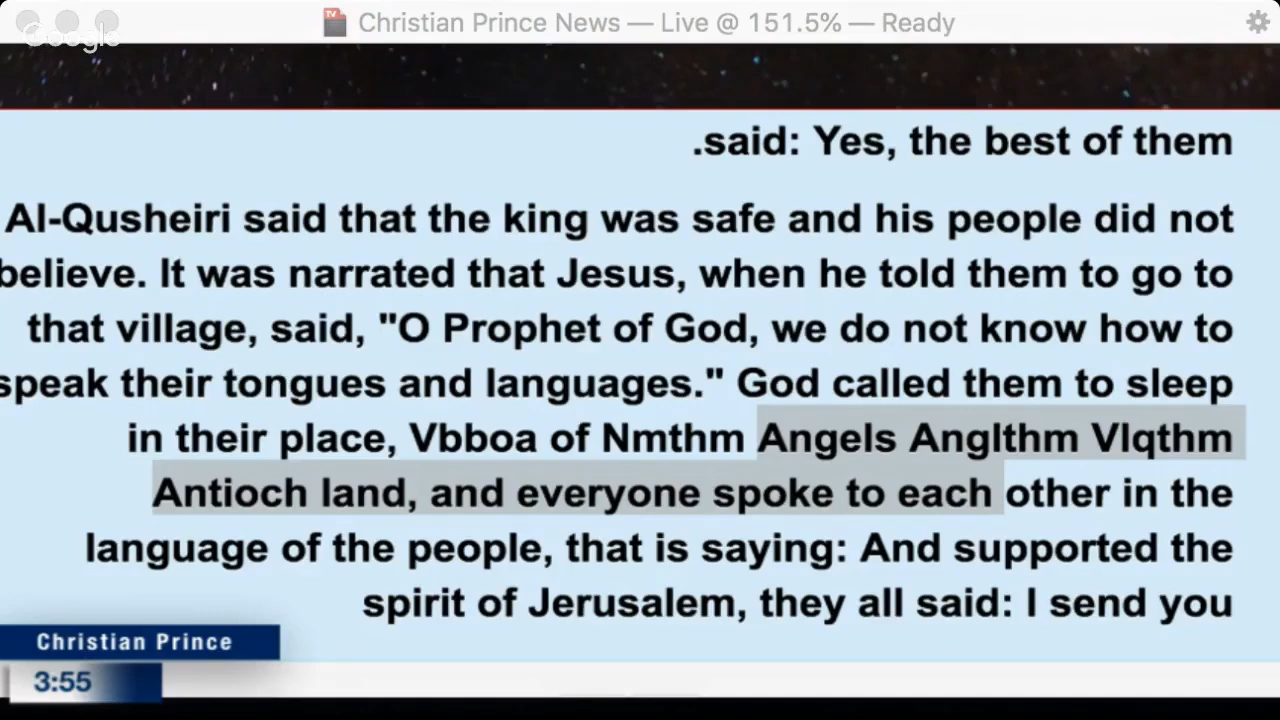 Christian Prince News — Live @ 151.5% — Ready
Google
TV
.said: Yes, the best of them
Al-Qusheiri said that the king was safe and his people did not
believe. It was narrated that Jesus, when he told them to go to
that village, said, "O Prophet of God, we do not know how to
speak their tongues and languages." God called them to sleep
in their place, Vbboa of Nmthm Angels Anglthm Vlqthm
Antioch land, and everyone spoke to each other in the
language of the people, that is saying: And supported the
spirit of Jerusalem, they all said: I send you
Christian Prince
3:55